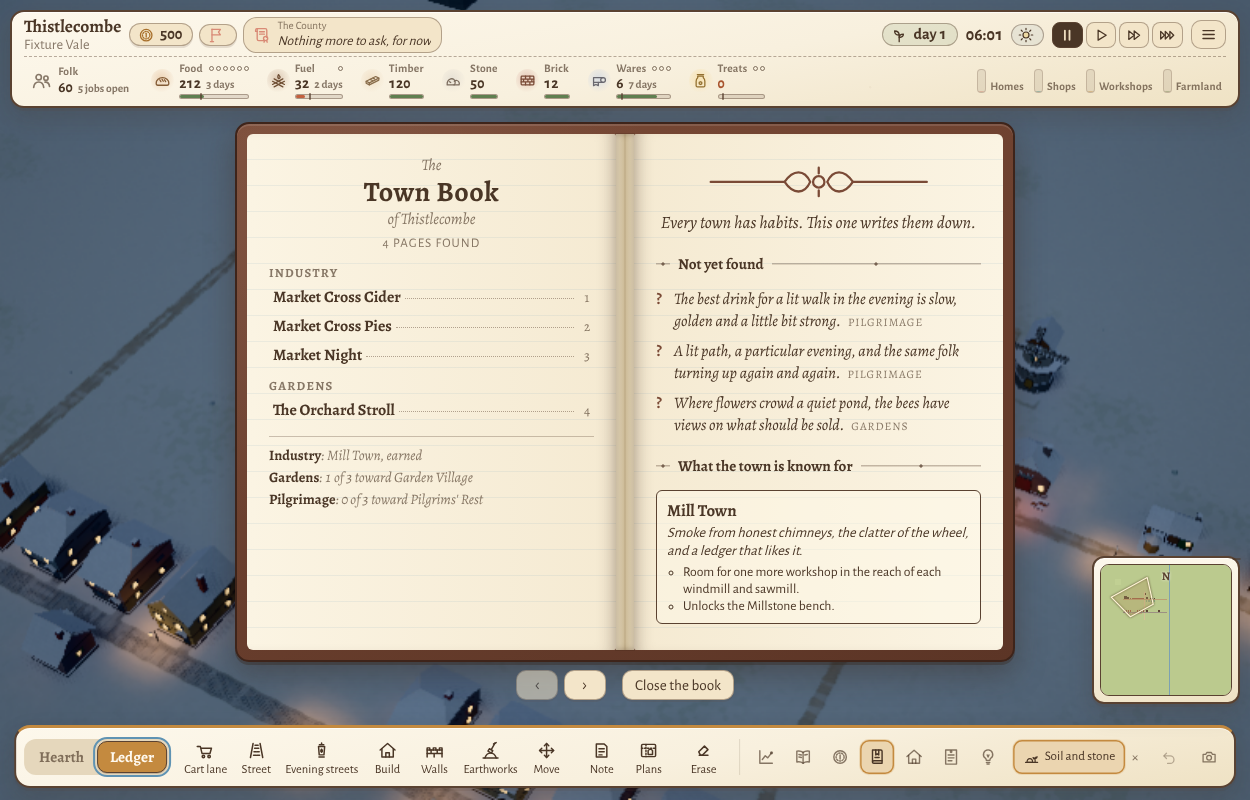 Thistlecombe
Fixture Vale
500
The County
Nothing more to ask, for now
day 1
06:01
Folk
60 5 jobs open
Food
212 3 days
Fuel
32 2 days
Timber
120
Stone
50
Brick
12
Wares
6 7 days
Treats
0
Homes
Shops
Workshops
Farmland
The
Town Book
of Thistlecombe
4 PAGES FOUND
INDUSTRY
Market Cross Cider 1
Market Cross Pies 2
Market Night 3
GARDENS
The Orchard Stroll 4
Industry: Mill Town, earned
Gardens: 1 of 3 toward Garden Village
Pilgrimage: 0 of 3 toward Pilgrims' Rest
Every town has habits. This one writes them down.
Not yet found
? The best drink for a lit walk in the evening is slow,
golden and a little bit strong. PILGRIMAGE
? A lit path, a particular evening, and the same folk
turning up again and again. PILGRIMAGE
? Where flowers crowd a quiet pond, the bees have
views on what should be sold. GARDENS
What the town is known for
Mill Town
Smoke from honest chimneys, the clatter of the wheel,
and a ledger that likes it.
Room for one more workshop in the reach of each
windmill and sawmill.
Unlocks the Millstone bench.
N
‹
›
Close the book
Hearth
Ledger
Cart lane
Street
Evening streets
Build
Walls
Earthworks
Move
Note
Plans
Erase
Soil and stone
×